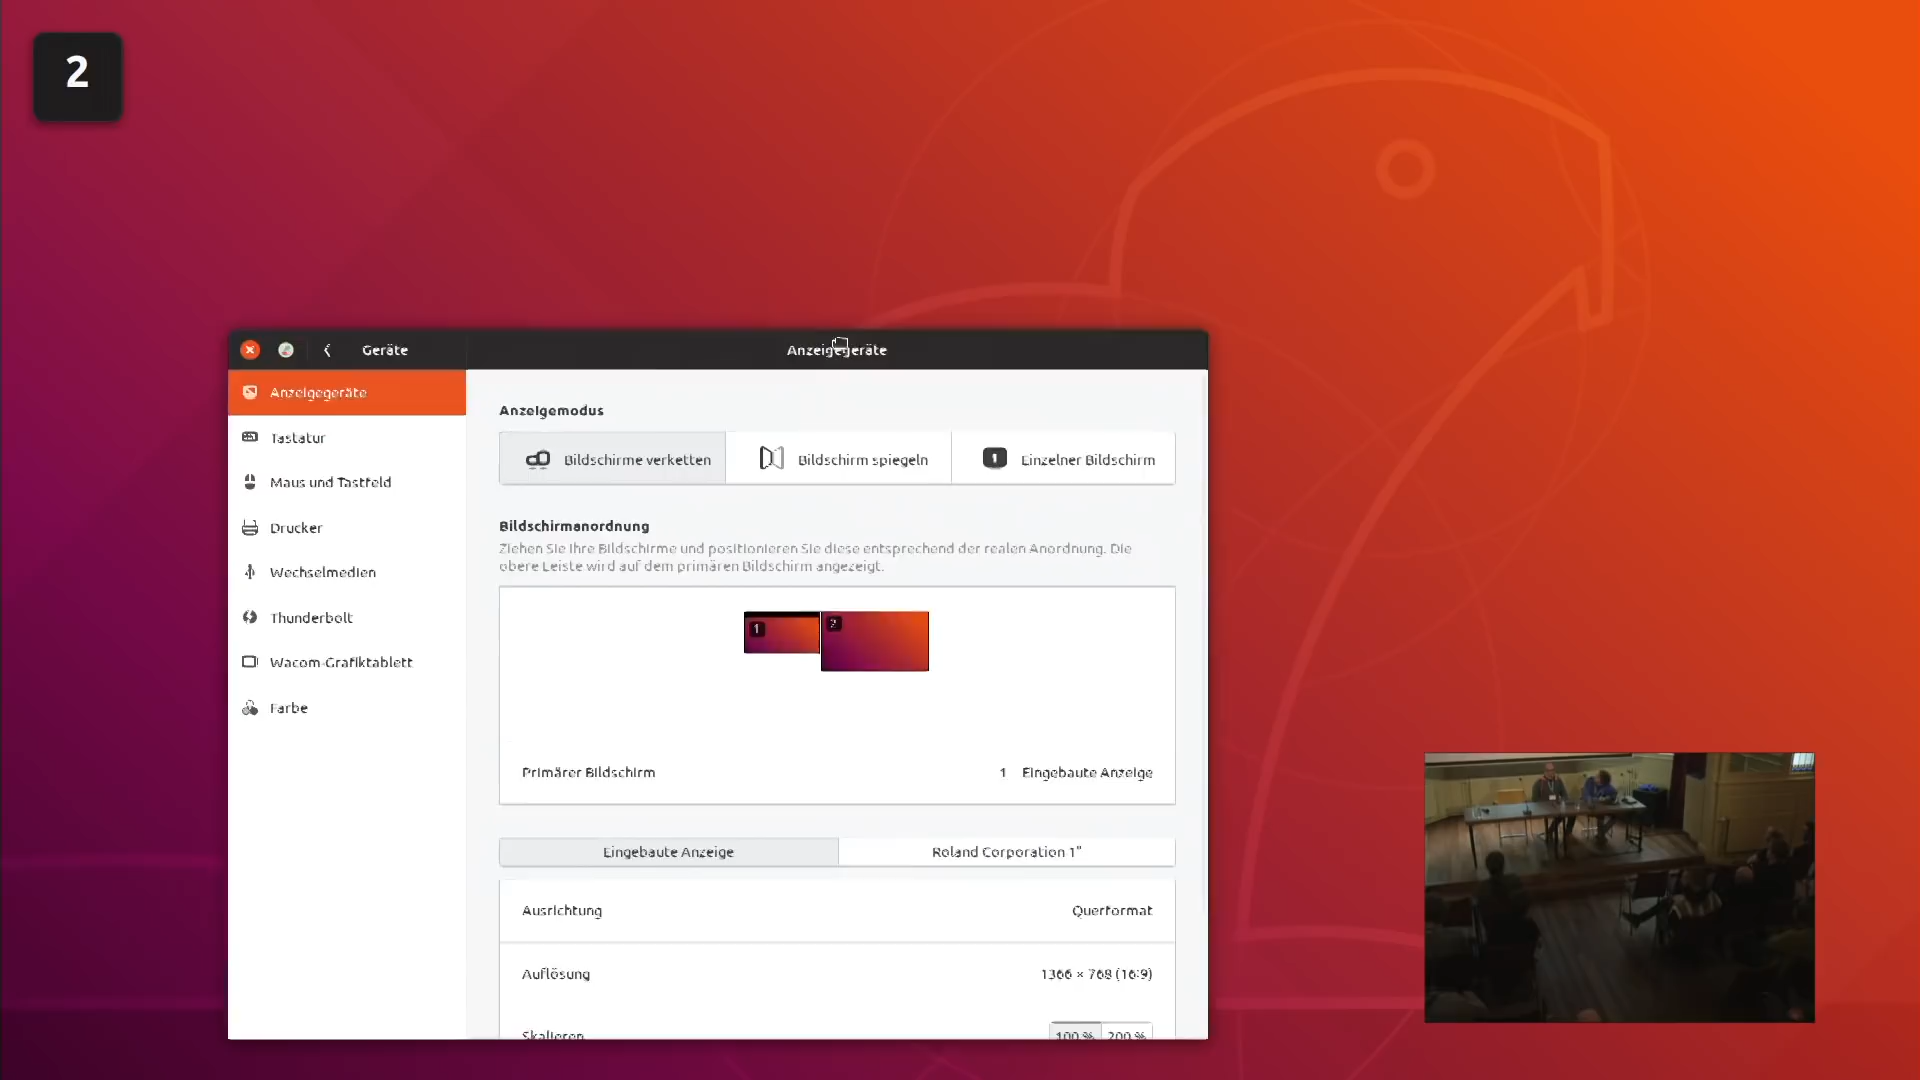 2
Geräte
Anzeigegeräte
Anzeigegeräte
Tastatur
Maus und Tastfeld
Drucker
Wechselmedien
Thunderbolt
Wacom-Grafiktablett
Farbe
Anzeigemodus
Bildschirme verketten
Bildschirm spiegeln
1 Einzelner Bildschirm
Bildschirmanordnung
Ziehen Sie Ihre Bildschirme und positionieren Sie diese entsprechend der realen Anordnung. Die
obere Leiste wird auf dem primären Bildschirm angezeigt.
1
2
Primärer Bildschirm
1 Eingebaute Anzeige
Eingebaute Anzeige
Roland Corporation 1"
Ausrichtung
Querformat
Auflösung
1366 × 768 (16:9)
Skalieren
100 %
200 %